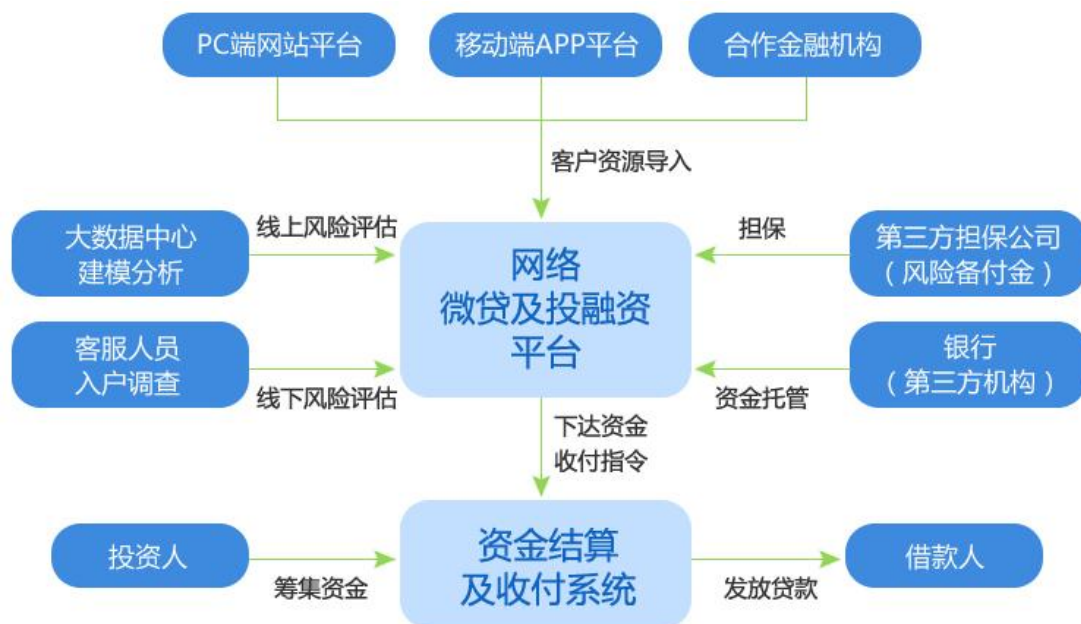 PC端网站平台
移动端APP平台
合作金融机构
客户资源导入
大数据中心
建模分析
线上风险评估
网络
微贷及投融资
平台
担保
第三方担保公司
（风险备付金）
客服人员
入户调查
线下风险评估
资金托管
银行
（第三方机构）
下达资金
收付指令
投资人
筹集资金
资金结算
及收付系统
发放贷款
借款人